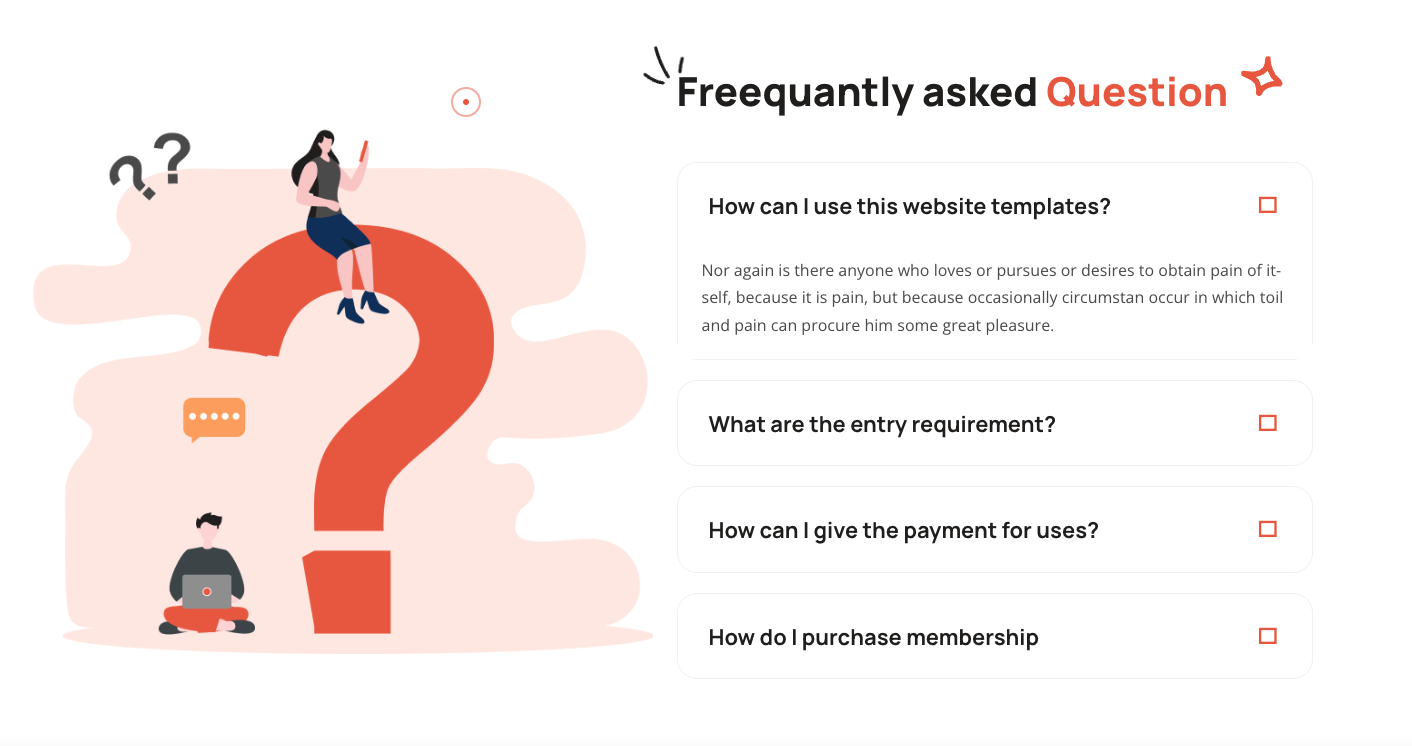 Freequantly asked Question
? ?
How can I use this website templates?
Nor again is there anyone who loves or pursues or desires to obtain pain of it-
self, because it is pain, but because occasionally circumstan occur in which toil
and pain can procure him some great pleasure.
What are the entry requirement?
How can I give the payment for uses?
How do I purchase membership